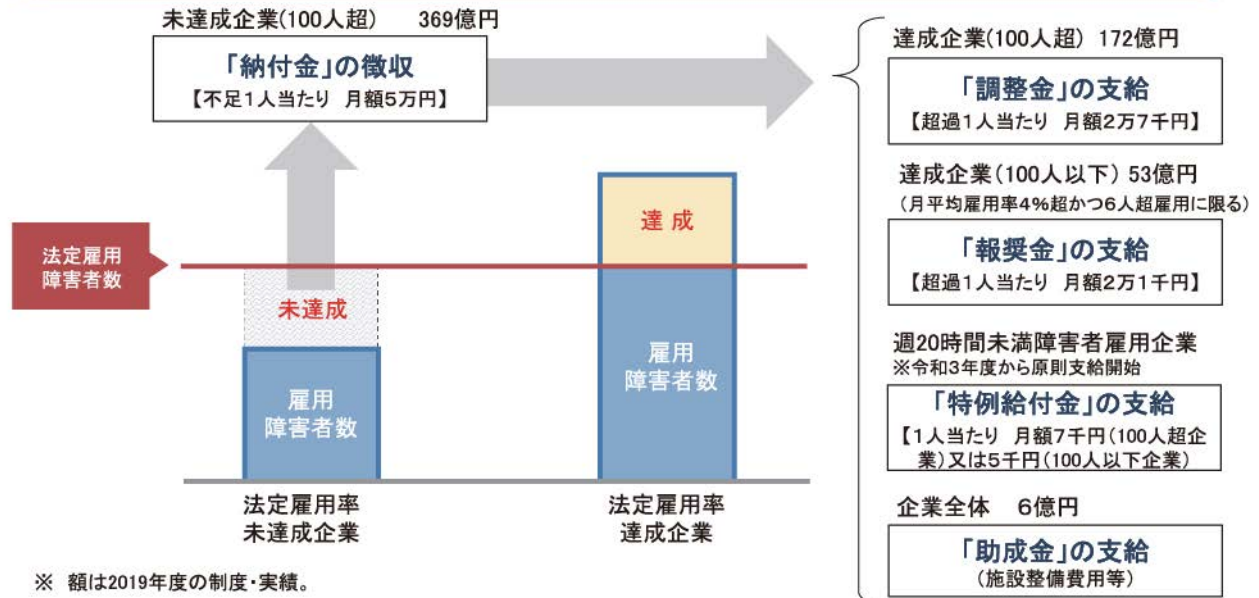 未達成企業(100人超)　369億円
「納付金」の徴収
【不足1人当たり　月額5万円】
法定雇用
障害者数
未達成
雇用
障害者数
達成
雇用
障害者数
法定雇用率
未達成企業
法定雇用率
達成企業
※　額は2019年度の制度・実績。
達成企業(100人超) 172億円
「調整金」の支給
【超過1人当たり　月額2万7千円】
達成企業(100人以下) 53億円
(月平均雇用率4%超かつ6人超雇用に限る)
「報奨金」の支給
【超過1人当たり　月額2万1千円】
週20時間未満障害者雇用企業
※令和3年度から原則支給開始
「特例給付金」の支給
【1人当たり　月額7千円(100人超企
業)又は5千円(100人以下企業)
企業全体　6億円
「助成金」の支給
(施設整備費用等)